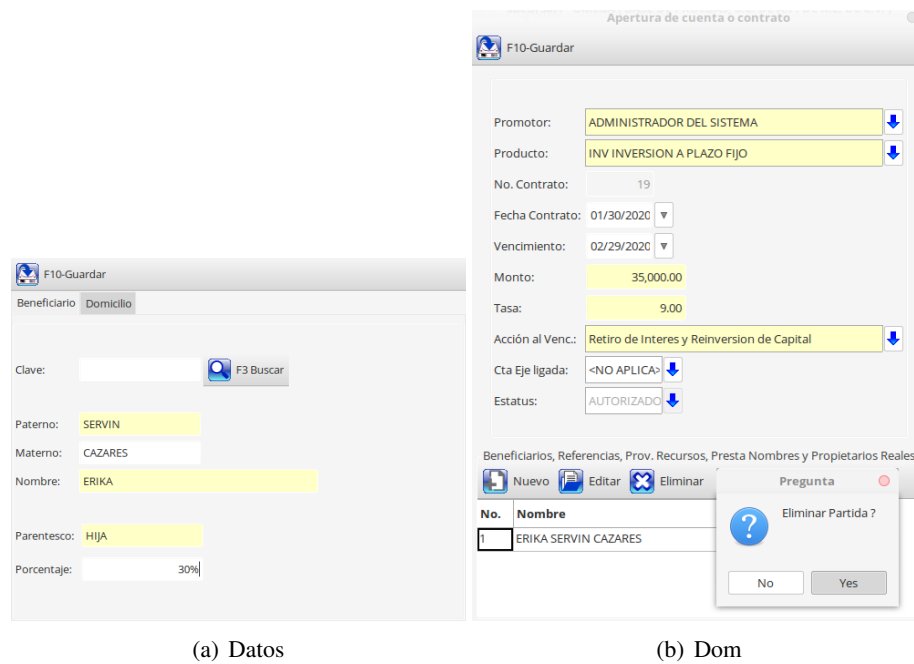 F10-Guardar
Beneficiario Domicilio
Clave: F3 Buscar
Paterno: SERVIN
Materno: CAZARES
Nombre: ERIKA
Parentesco: HIJA
Porcentaje: 30%
(a) Datos
Apertura de cuenta o contrato
F10-Guardar
Promotor: ADMINISTRADOR DEL SISTEMA
Producto: INV INVERSION A PLAZO FIJO
No. Contrato: 19
Fecha Contrato: 01/30/2020
Vencimiento: 02/29/2020
Monto: 35,000.00
Tasa: 9.00
Acción al Venc.: Retiro de Interes y Reinversion de Capital
Cta Eje ligada: <NO APLICA>
Estatus: AUTORIZADO
Beneficiarios, Referencias, Prov. Recursos, Presta Nombres y Propietarios Reales
Nuevo Editar Eliminar
No. Nombre
1 ERIKA SERVIN CAZARES
Pregunta
Eliminar Partida ?
No Yes
(b) Dom